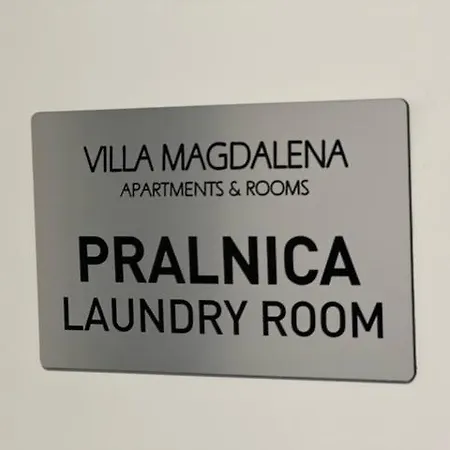 VILLA MAGDALENA
APARTMENTS & ROOMS
PRALNICA
LAUNDRY ROOM